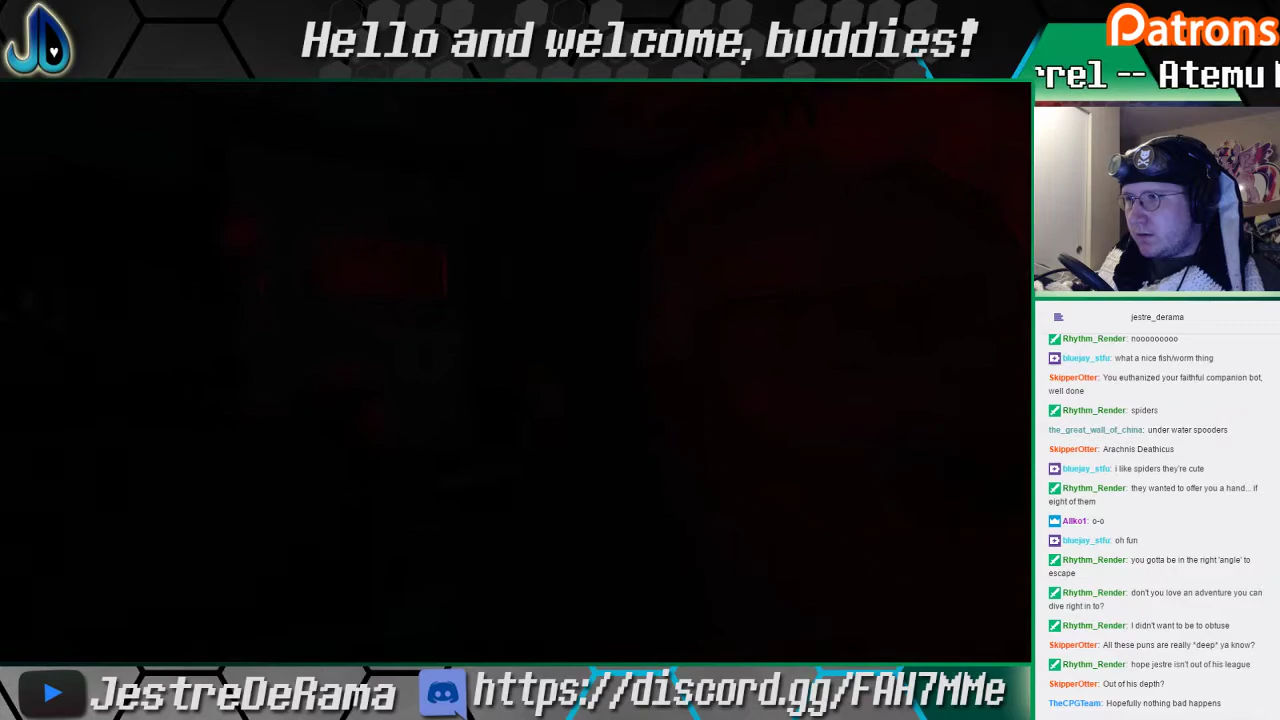 Hello and welcome, buddies!
Patrons
rrel -- Atemu
jestre_derama
Rhythm_Render: nooooooooo
bluejay_stfu: what a nice fish/worm thing
SkipperOtter: You euthanized your faithful companion bot,
well done
Rhythm_Render: spiders
the_great_wall_of_china: under water spooders
SkipperOtter: Arachnis Deathicus
bluejay_stfu: i like spiders they're cute
Rhythm_Render: they wanted to offer you a hand... if
eight of them
Allko1: o-o
bluejay_stfu: oh fun
Rhythm_Render: you gotta be in the right 'angle' to
escape
Rhythm_Render: don't you love an adventure you can
dive right in to?
Rhythm_Render: I didn't want to be to obtuse
SkipperOtter: All these puns are really *deep* ya know?
Rhythm_Render: hope jestre isn't out of his league
SkipperOtter: Out of his depth?
TheCPGTeam: Hopefully nothing bad happens
JD
JestreDeRama
https://discord.gg/FAH7MMe